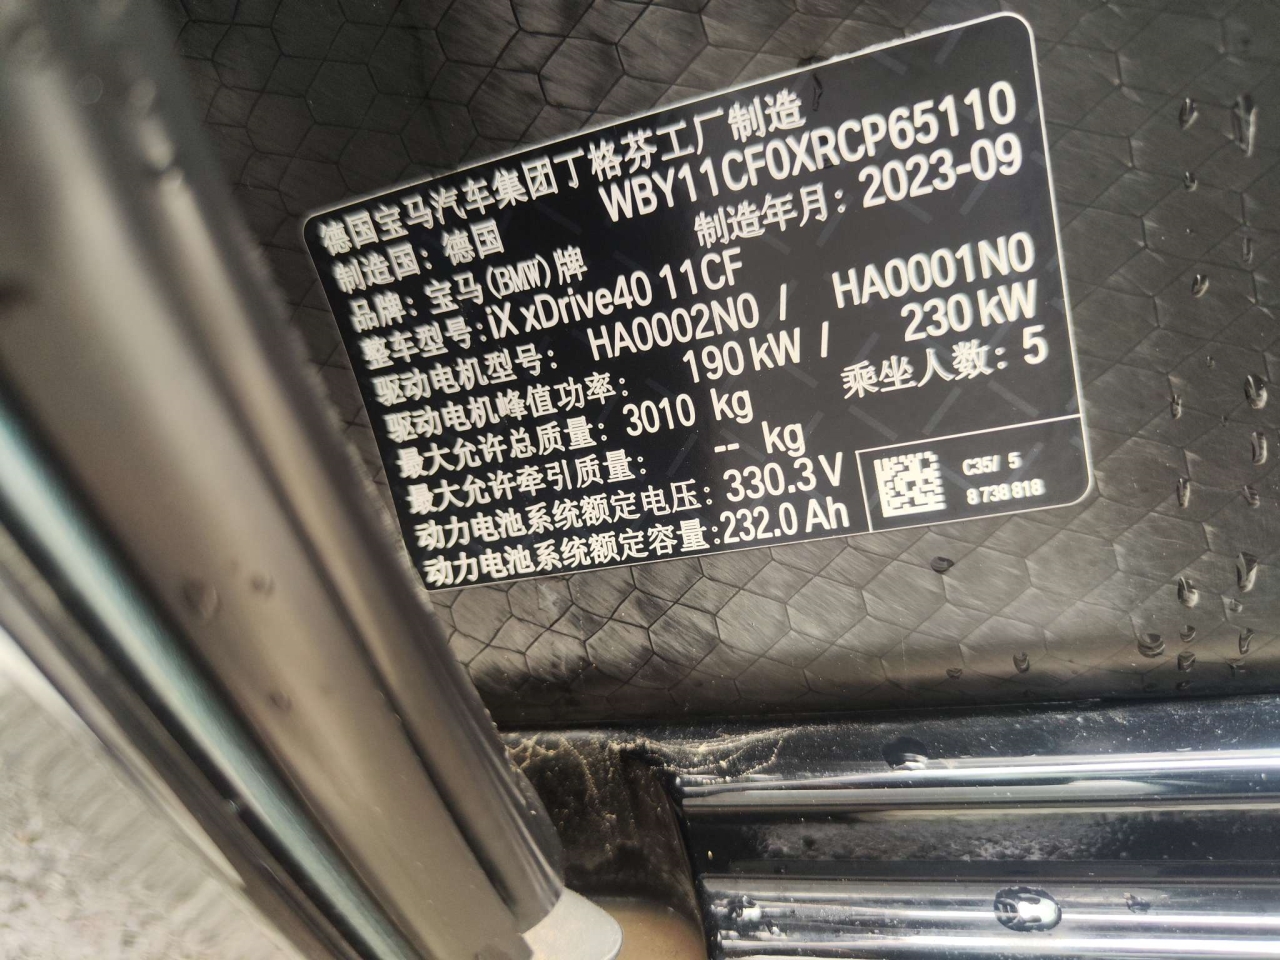 德国宝马汽车集团丁格芬工厂制造
WBY11CF0XRCP65110
制造国：德国 制造年月：2023-09
品牌：宝马(BMW)牌
整车型号：iX xDrive40 11CF
驱动电机型号： HA0002N0 / HA0001N0
驱动电机峰值功率： 190 kW / 230 kW
最大允许总质量：3010 kg 乘坐人数：5
最大允许牵引质量： -- kg
动力电池系统额定电压：330.3 V
动力电池系统额定容量：232.0 Ah
C35/ 5
8 738 818